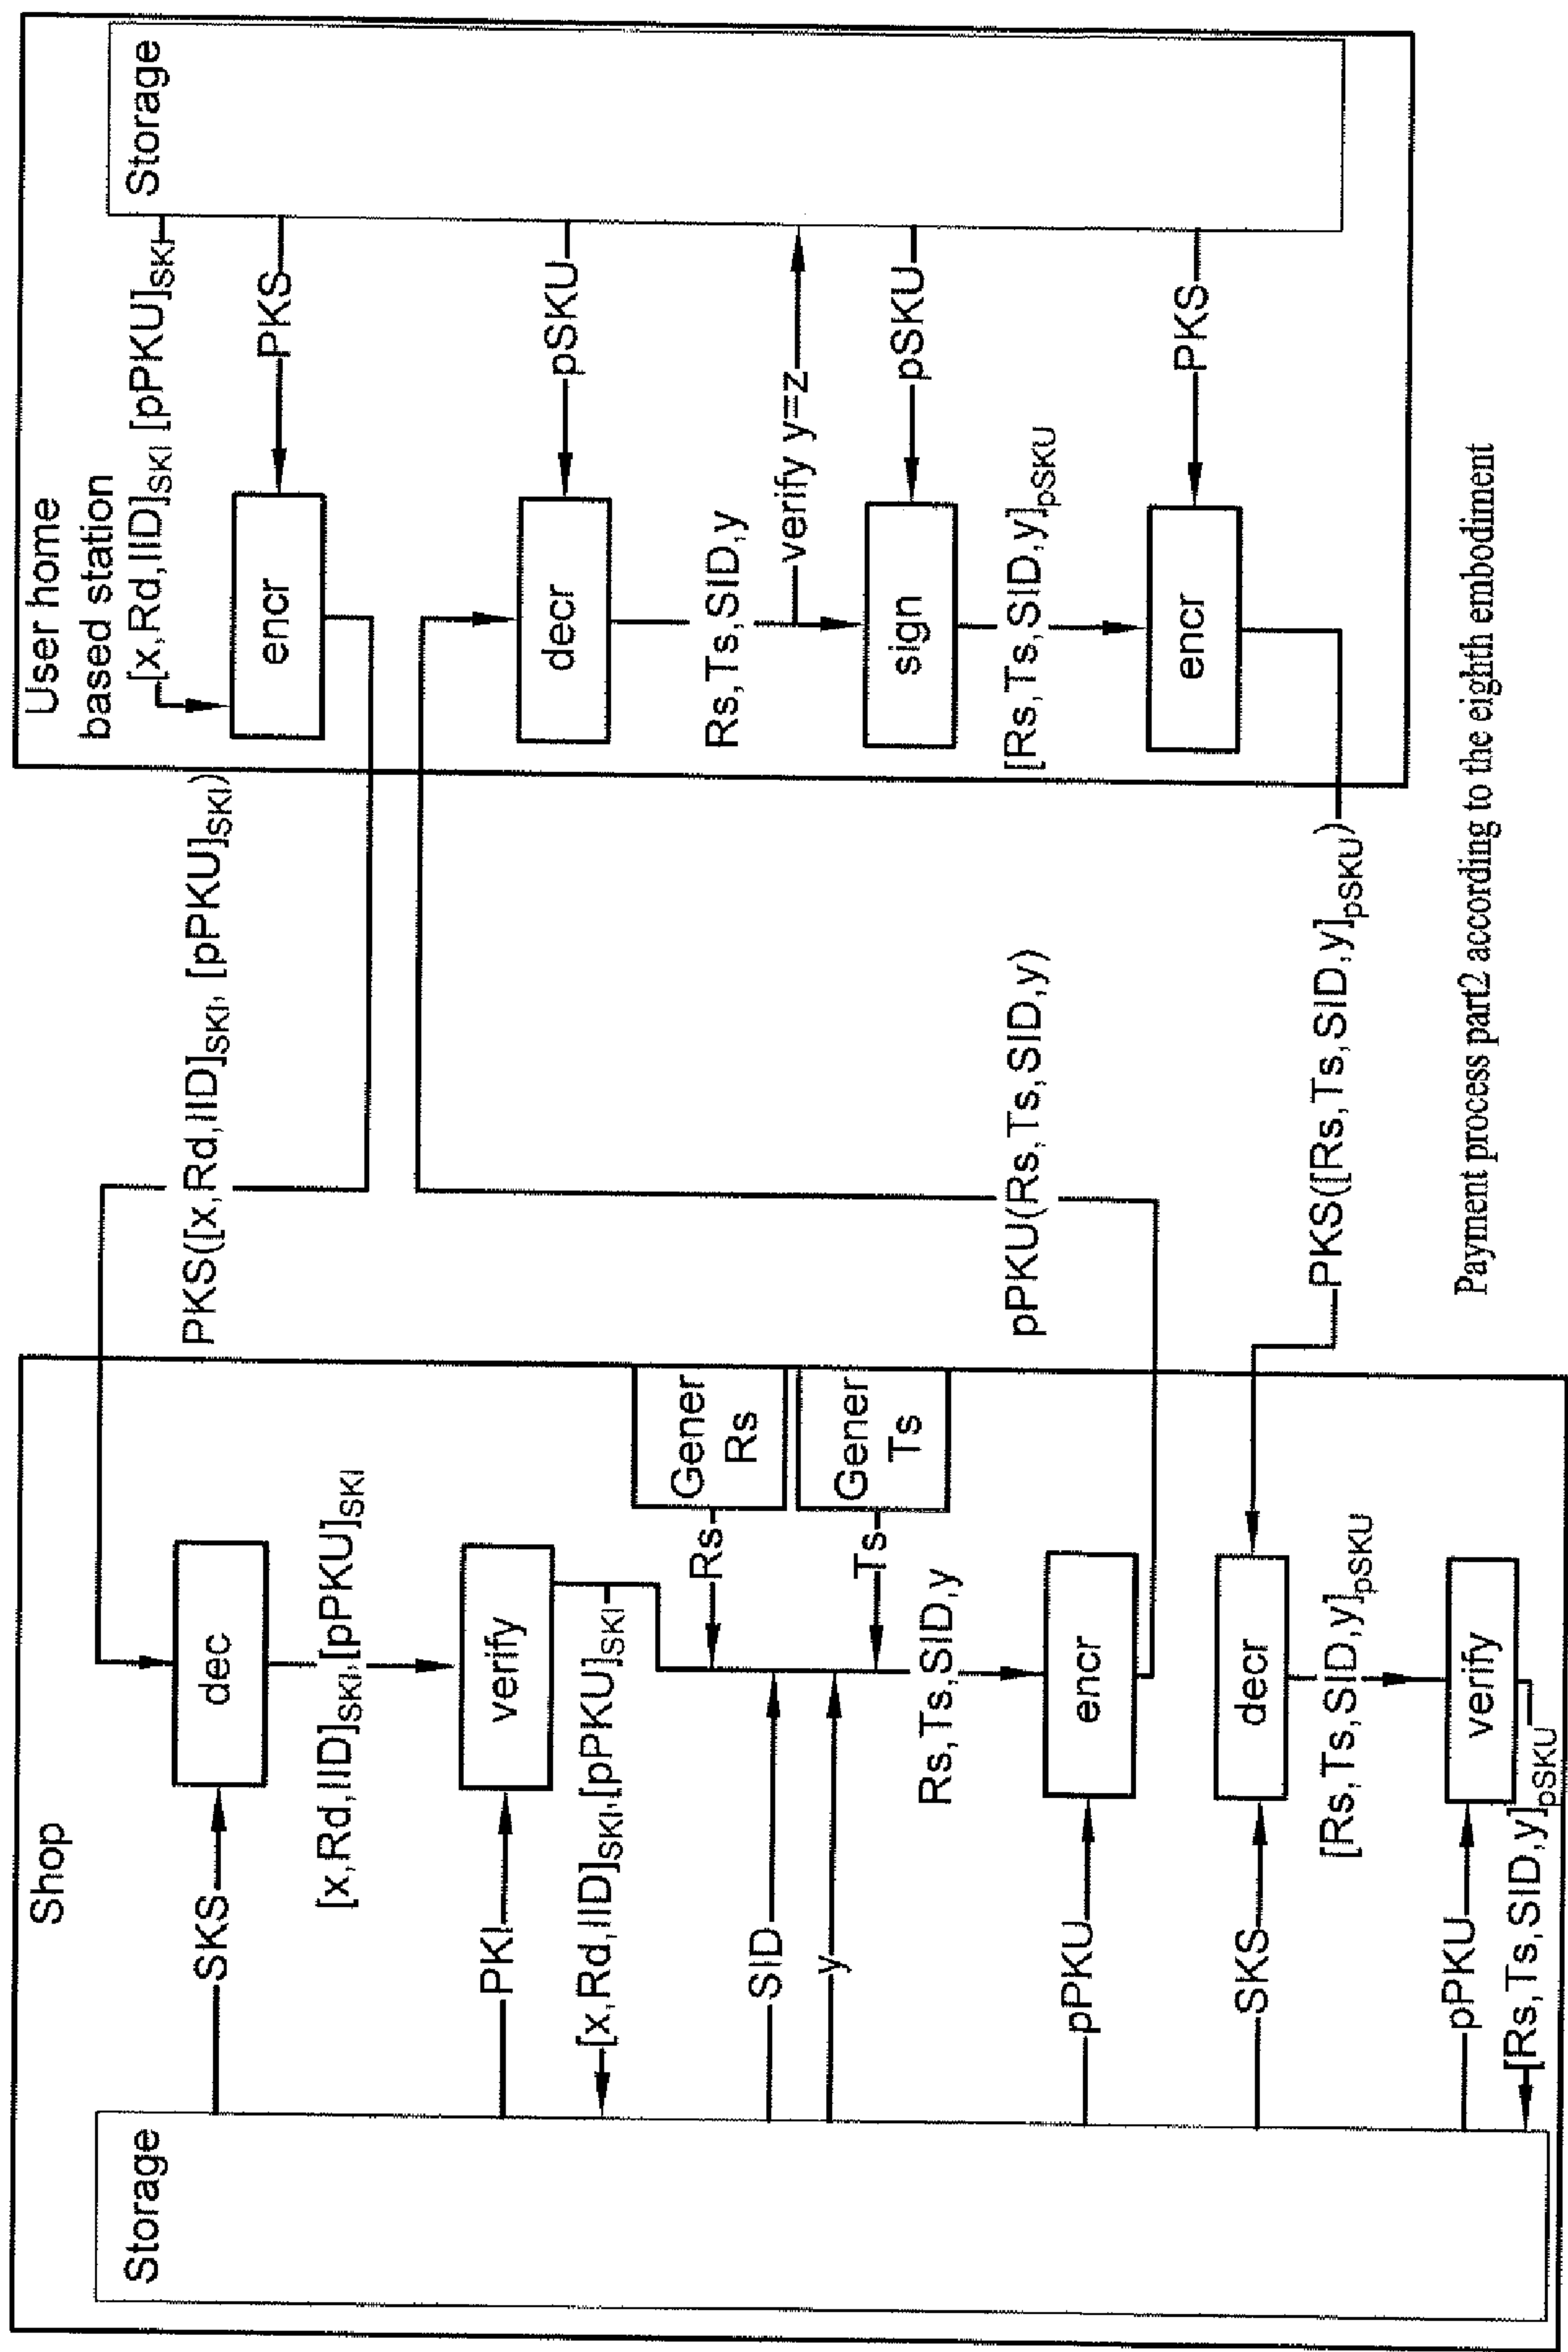 Shop
Storage
SKS
dec
[x,Rd,IID]SKI,[pPKU]SKI
PKI
verify
[x,Rd,IID]SKI,[pPKU]SKI
Gener
Rs
Rs
SID
y
Gener
Ts
Ts
Rs,Ts,SID,y
pPKU
encr
SKS
decr
[Rs,Ts,SID,y]pSKU
pPKU
verify
[Rs,Ts,SID,y]pSKU
PKS([x,Rd,IID]SKI, [pPKU]SKI)
pPKU(Rs,Ts,SID,y)
PKS([Rs,Ts,SID,y]pSKU)
User home
based station
Storage
[x,Rd,IID]SKI, [pPKU]SKI
PKS
encr
pSKU
decr
Rs,Ts,SID,y
verify y=z
pSKU
sign
[Rs,Ts,SID,y]pSKU
PKS
encr
Payment process part2 according to the eighth embodiment